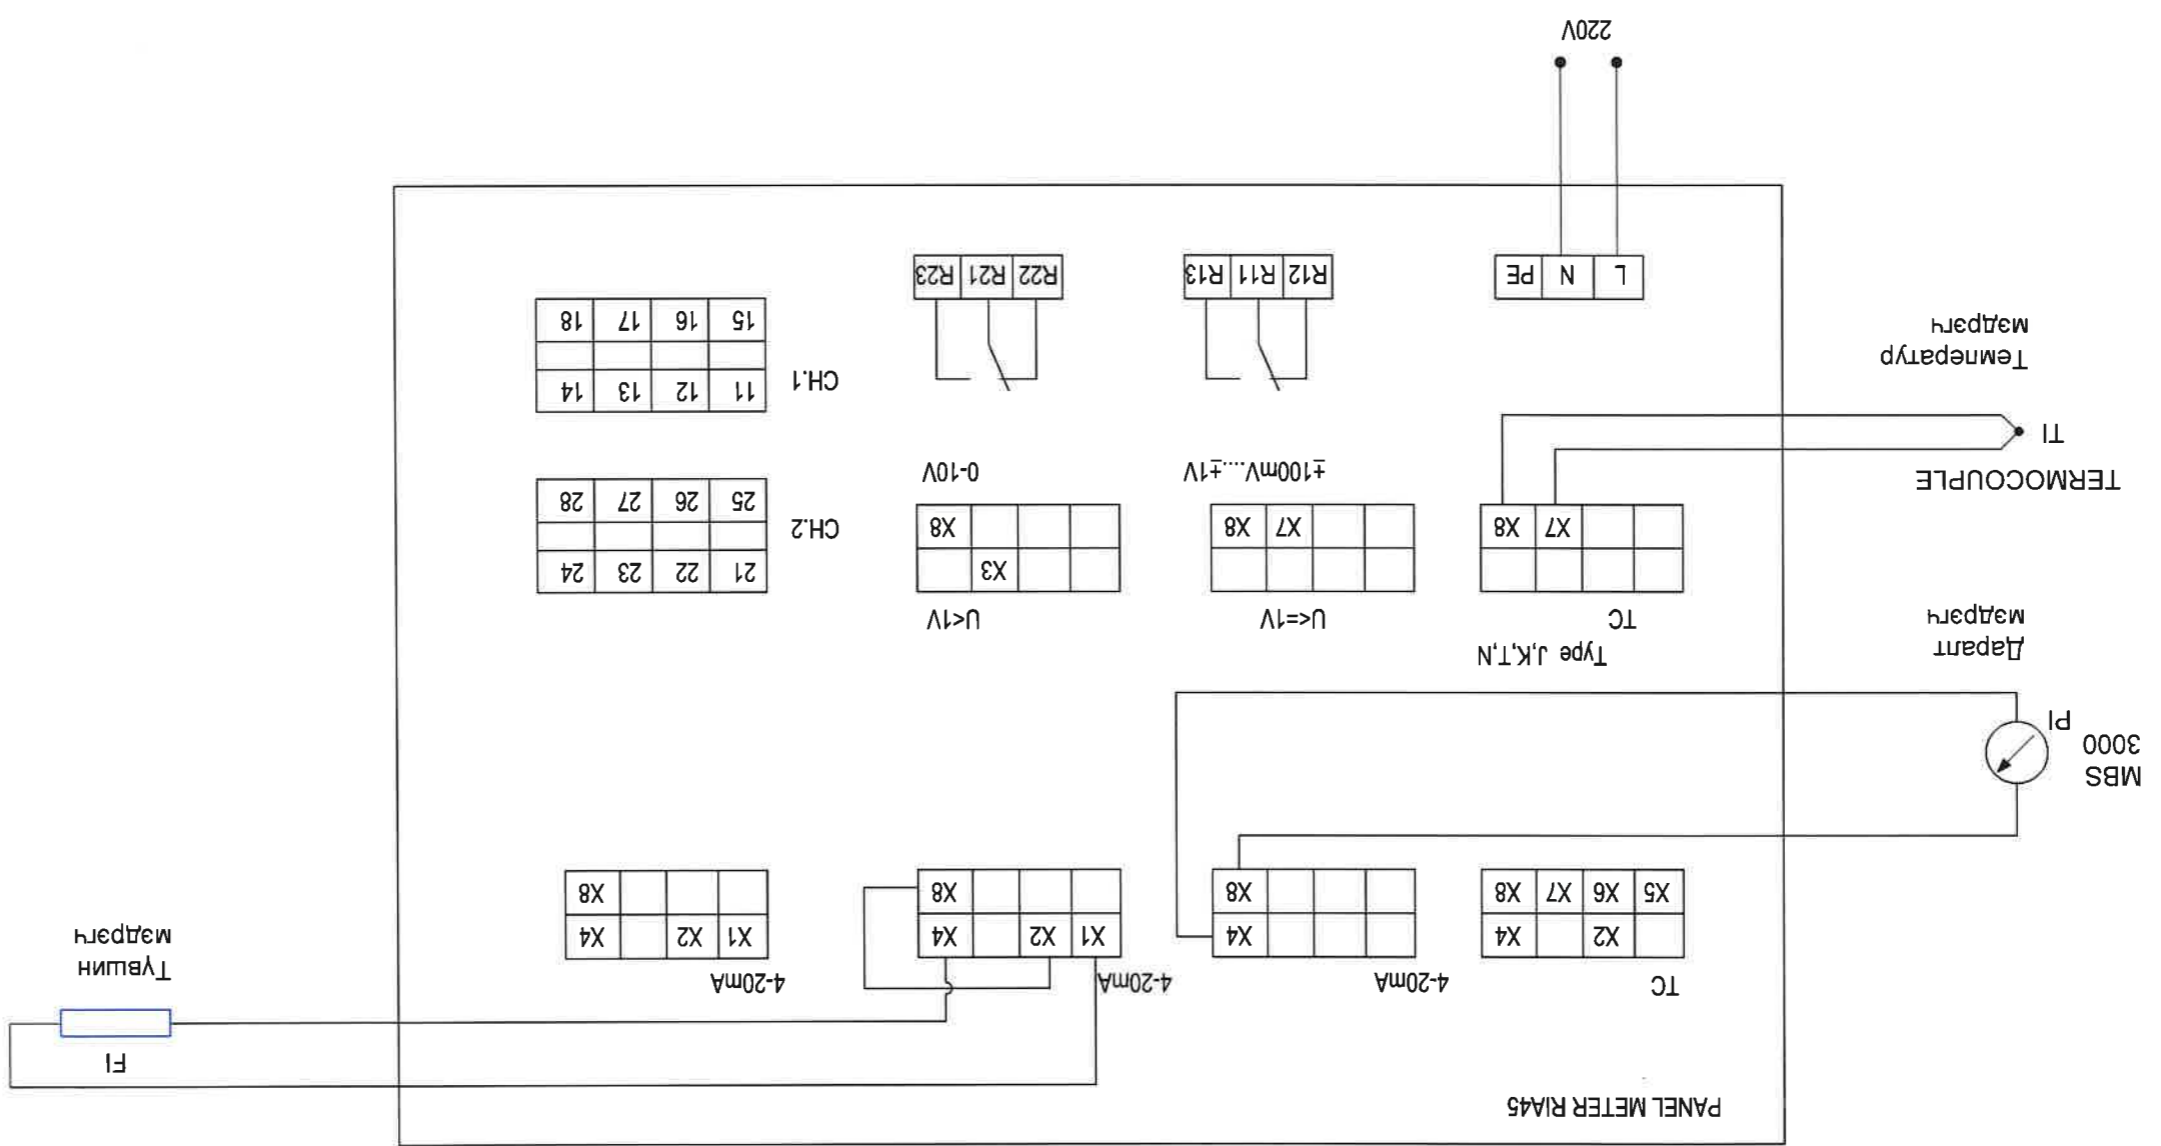 PANEL METER RIA45
FI
Түвшин
мэдрэгч
TC
X2 X4
X5 X6 X7 X8
4-20mA
X4
X8
4-20mA
X1 X2 X4
X8
4-20mA
X1 X2 X4
X8
MBS
3000
PI
Даралт
мэдрэгч
Type J,K,T,N
TC
X7 X8
U<=1V
X7 X8
±100mV....±1V
U<1V
X3
X8
0-10V
CH.2
21 22 23 24
25 26 27 28
TERMOCOUPLE
TI
Температур
мэдрэгч
CH.1
11 12 13 14
15 16 17 18
L N PE
R12 R11 R13
R22 R21 R23
220V